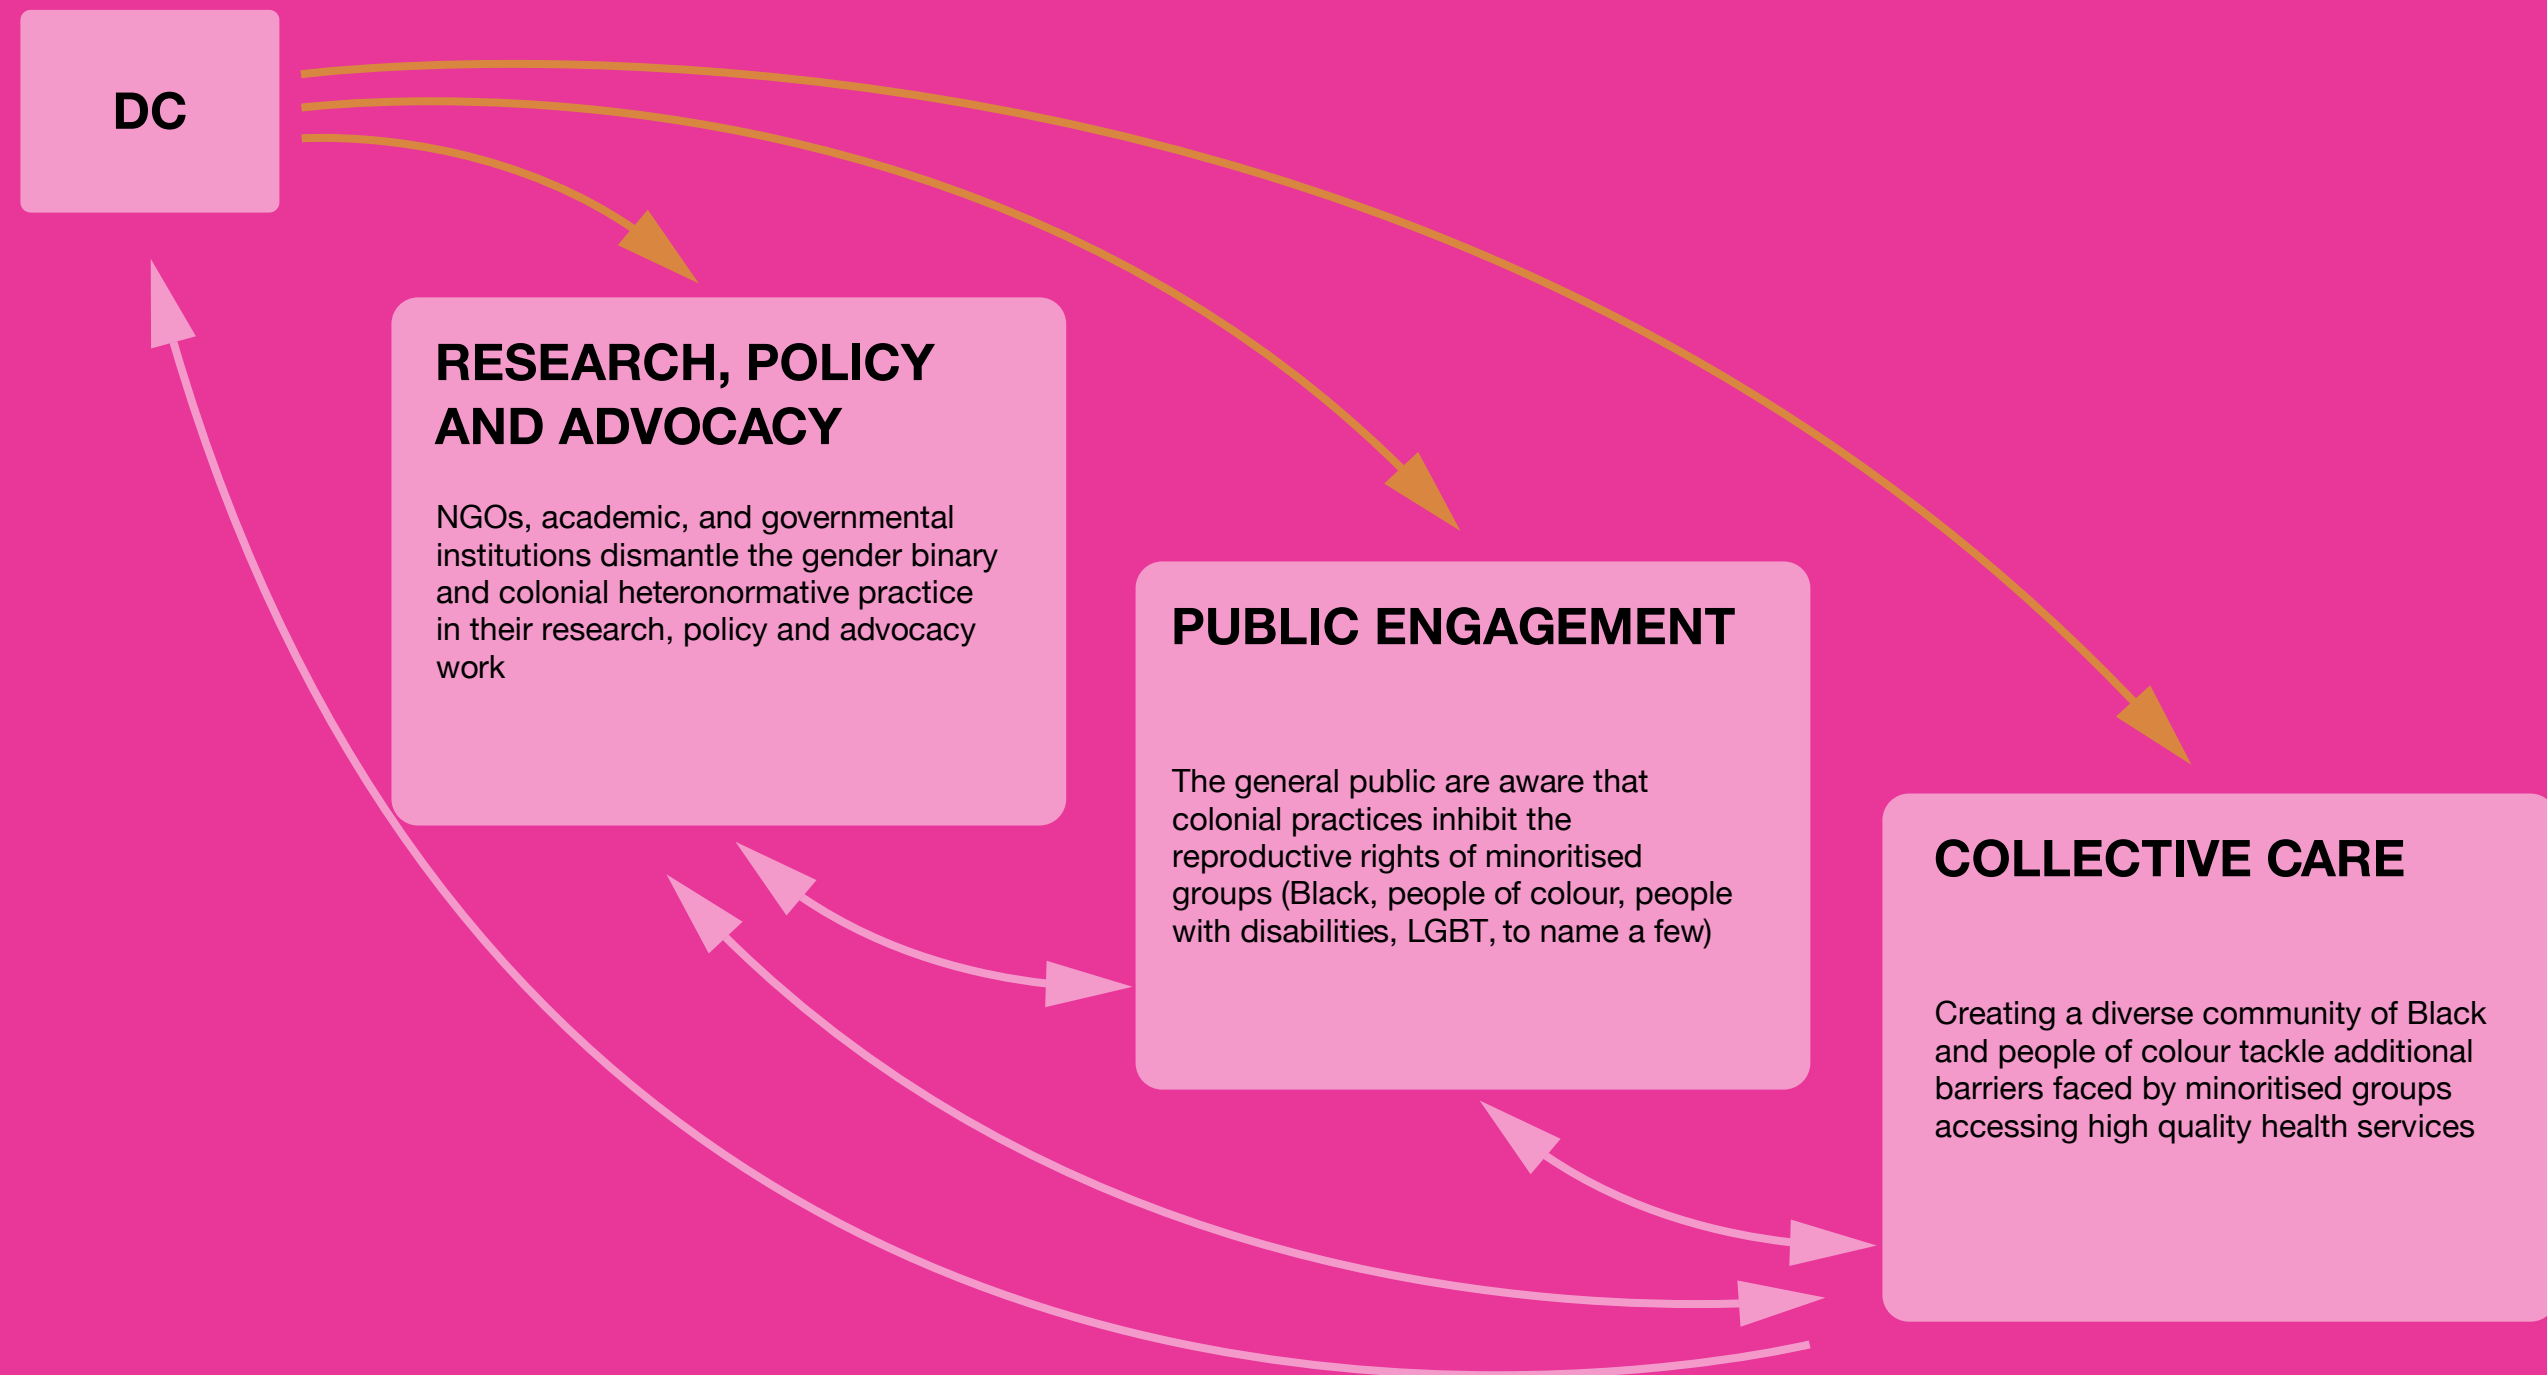 DC
RESEARCH, POLICY
AND ADVOCACY
NGOs, academic, and governmental
institutions dismantle the gender binary
and colonial heteronormative practice
in their research, policy and advocacy
work
PUBLIC ENGAGEMENT
The general public are aware that
colonial practices inhibit the
reproductive rights of minoritised
groups (Black, people of colour, people
with disabilities, LGBT, to name a few)
COLLECTIVE CARE
Creating a diverse community of Black
and people of colour tackle additional
barriers faced by minoritised groups
accessing high quality health services